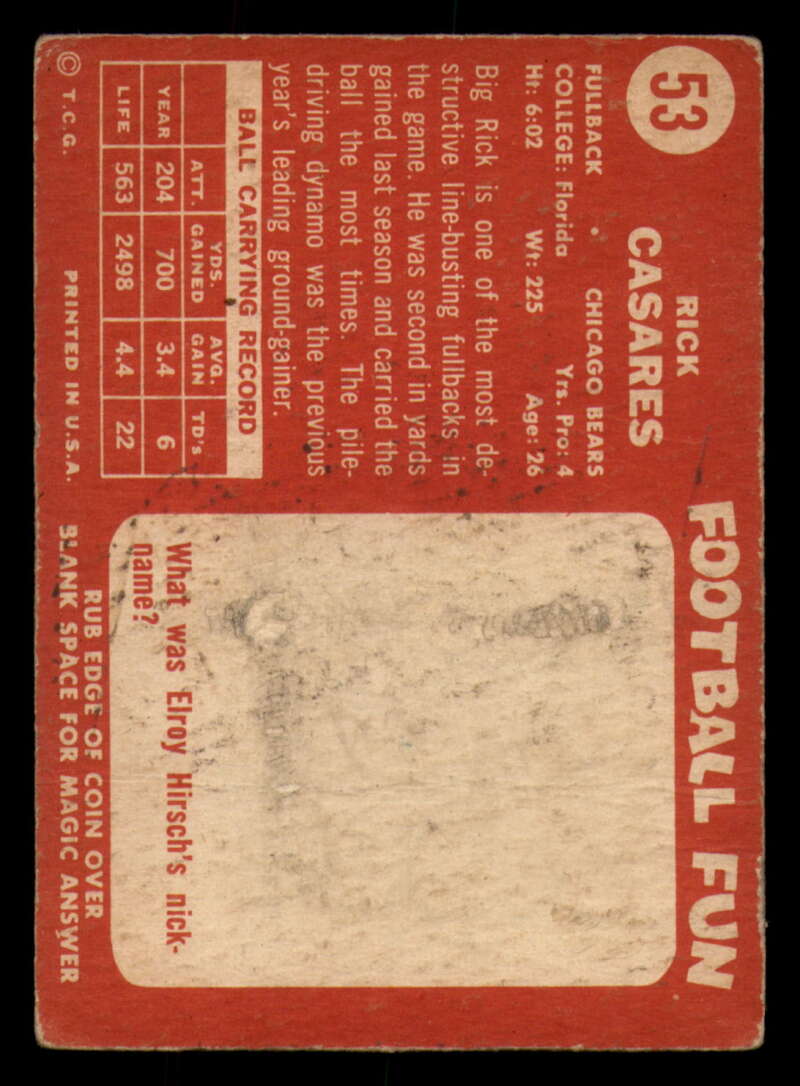 53
RICK
CASARES
FULLBACK CHICAGO BEARS
COLLEGE: Florida Yrs. Pro: 4
Ht: 6:02 Wt: 225 Age: 26
Big Rick is one of the most de-
structive line-busting fullbacks in
the game. He was second in yards
gained last season and carried the
ball the most times. The pile-
driving dynamo was the previous
year's leading ground-gainer.
BALL CARRYING RECORD
ATT. YDS. GAINED AVG. GAIN TD's
YEAR 204 700 3.4 6
LIFE 563 2498 4.4 22
© T.C.G. PRINTED IN U.S.A.
FOOTBALL FUN
What was Elroy Hirsch's nick-
name?
RUB EDGE OF COIN OVER
BLANK SPACE FOR MAGIC ANSWER